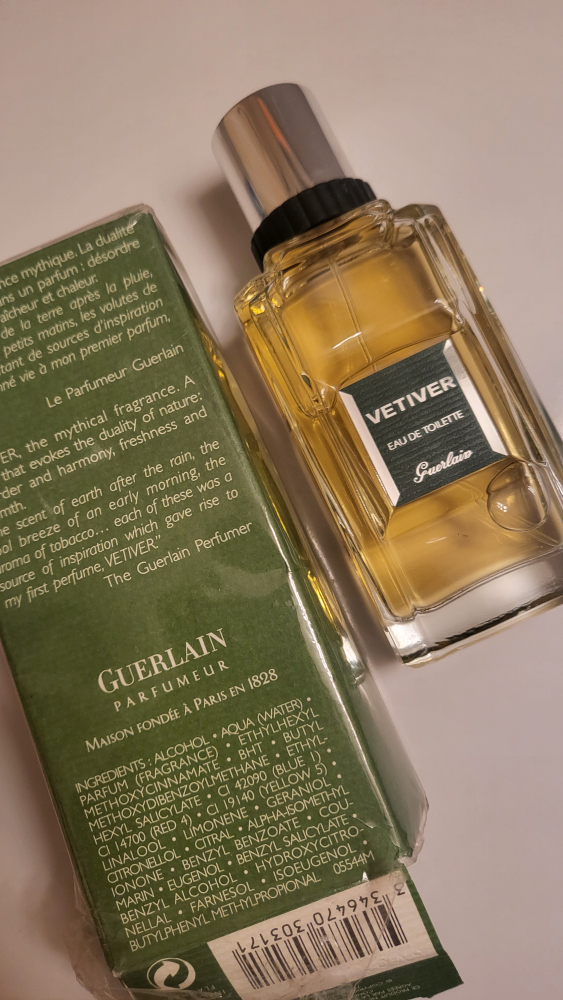 nce mythique. La dualité
ans un parfum : désordre
aîcheur et chaleur.
de la terre après la pluie,
petits matins, les volutes de
tant de sources d'inspiration
nné vie à mon premier parfum,
Le Parfumeur Guerlain
ER, the mythical fragrance. A
that evokes the duality of nature:
der and harmony, freshness and
mth.
e scent of earth after the rain, the
ol breeze of an early morning, the
aroma of tobacco... each of these was a
source of inspiration which gave rise to
my first perfume, VETIVER."
The Guerlain Perfumer
GUERLAIN
PARFUMEUR
MAISON FONDÉE À PARIS EN 1828
INGREDIENTS : ALCOHOL • AQUA (WATER) •
PARFUM (FRAGRANCE) • ETHYLHEXYL
METHOXYCINNAMATE • BHT • BUTYL
METHOXYDIBENZOYLMETHANE • ETHYL
HEXYL SALICYLATE • CI 42090 (BLUE 1) •
CI 14700 (RED 4) • CI 19140 (YELLOW 5) •
LINALOOL • LIMONENE • GERANIOL •
CITRONELLOL • CITRAL • ALPHA-ISOMETHYL
IONONE • BENZYL BENZOATE • COU-
MARIN • EUGENOL • BENZYL SALICYLATE •
BENZYL ALCOHOL • HYDROXYCITRO-
NELLAL • FARNESOL • ISOEUGENOL •
BUTYLPHENYL METHYLPROPIONAL 05544M
3 346470 303171
VETIVER
EAU DE TOILETTE
Guerlain